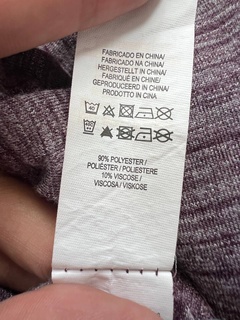 FABRICADO EN CHINA/
FABRICADO NA CHINA/
HERGESTELLT IN CHINA/
FABRIQUÉ EN CHINE/
GEPRODUCEERD IN CHINA/
PRODOTTO IN CINA
40
90% POLYESTER /
POLIÉSTER / POLIESTERE
10% VISCOSE /
VISCOSA/ VISKOSE